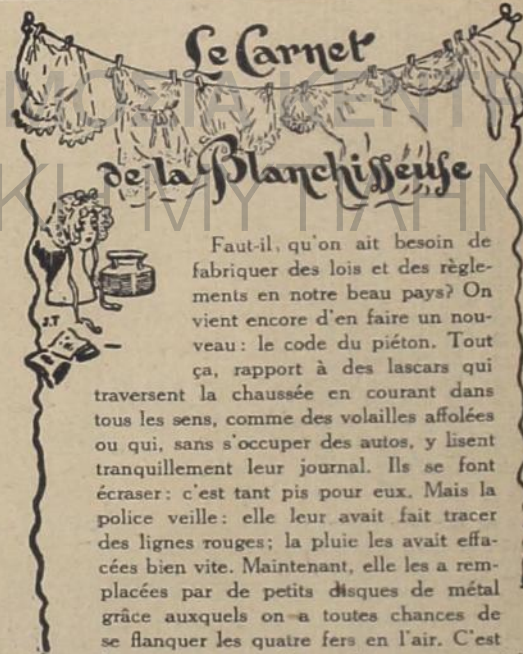 Le Carnet
de la Blanchisseuse
Faut-il, qu'on ait besoin de
fabriquer des lois et des règle-
ments en notre beau pays? On
vient encore d'en faire un nou-
veau: le code du piéton. Tout
ça, rapport à des lascars qui
traversent la chaussée en courant dans
tous les sens, comme des volailles affolées
ou qui, sans s'occuper des autos, y lisent
tranquillement leur journal. Ils se font
écraser: c'est tant pis pour eux. Mais la
police veille: elle leur avait fait tracer
des lignes rouges; la pluie les avait effa-
cées bien vite. Maintenant, elle les a rem-
placées par de petits disques de métal
grâce auxquels on a toutes chances de
se flanquer les quatre fers en l'air. C'est
J.T